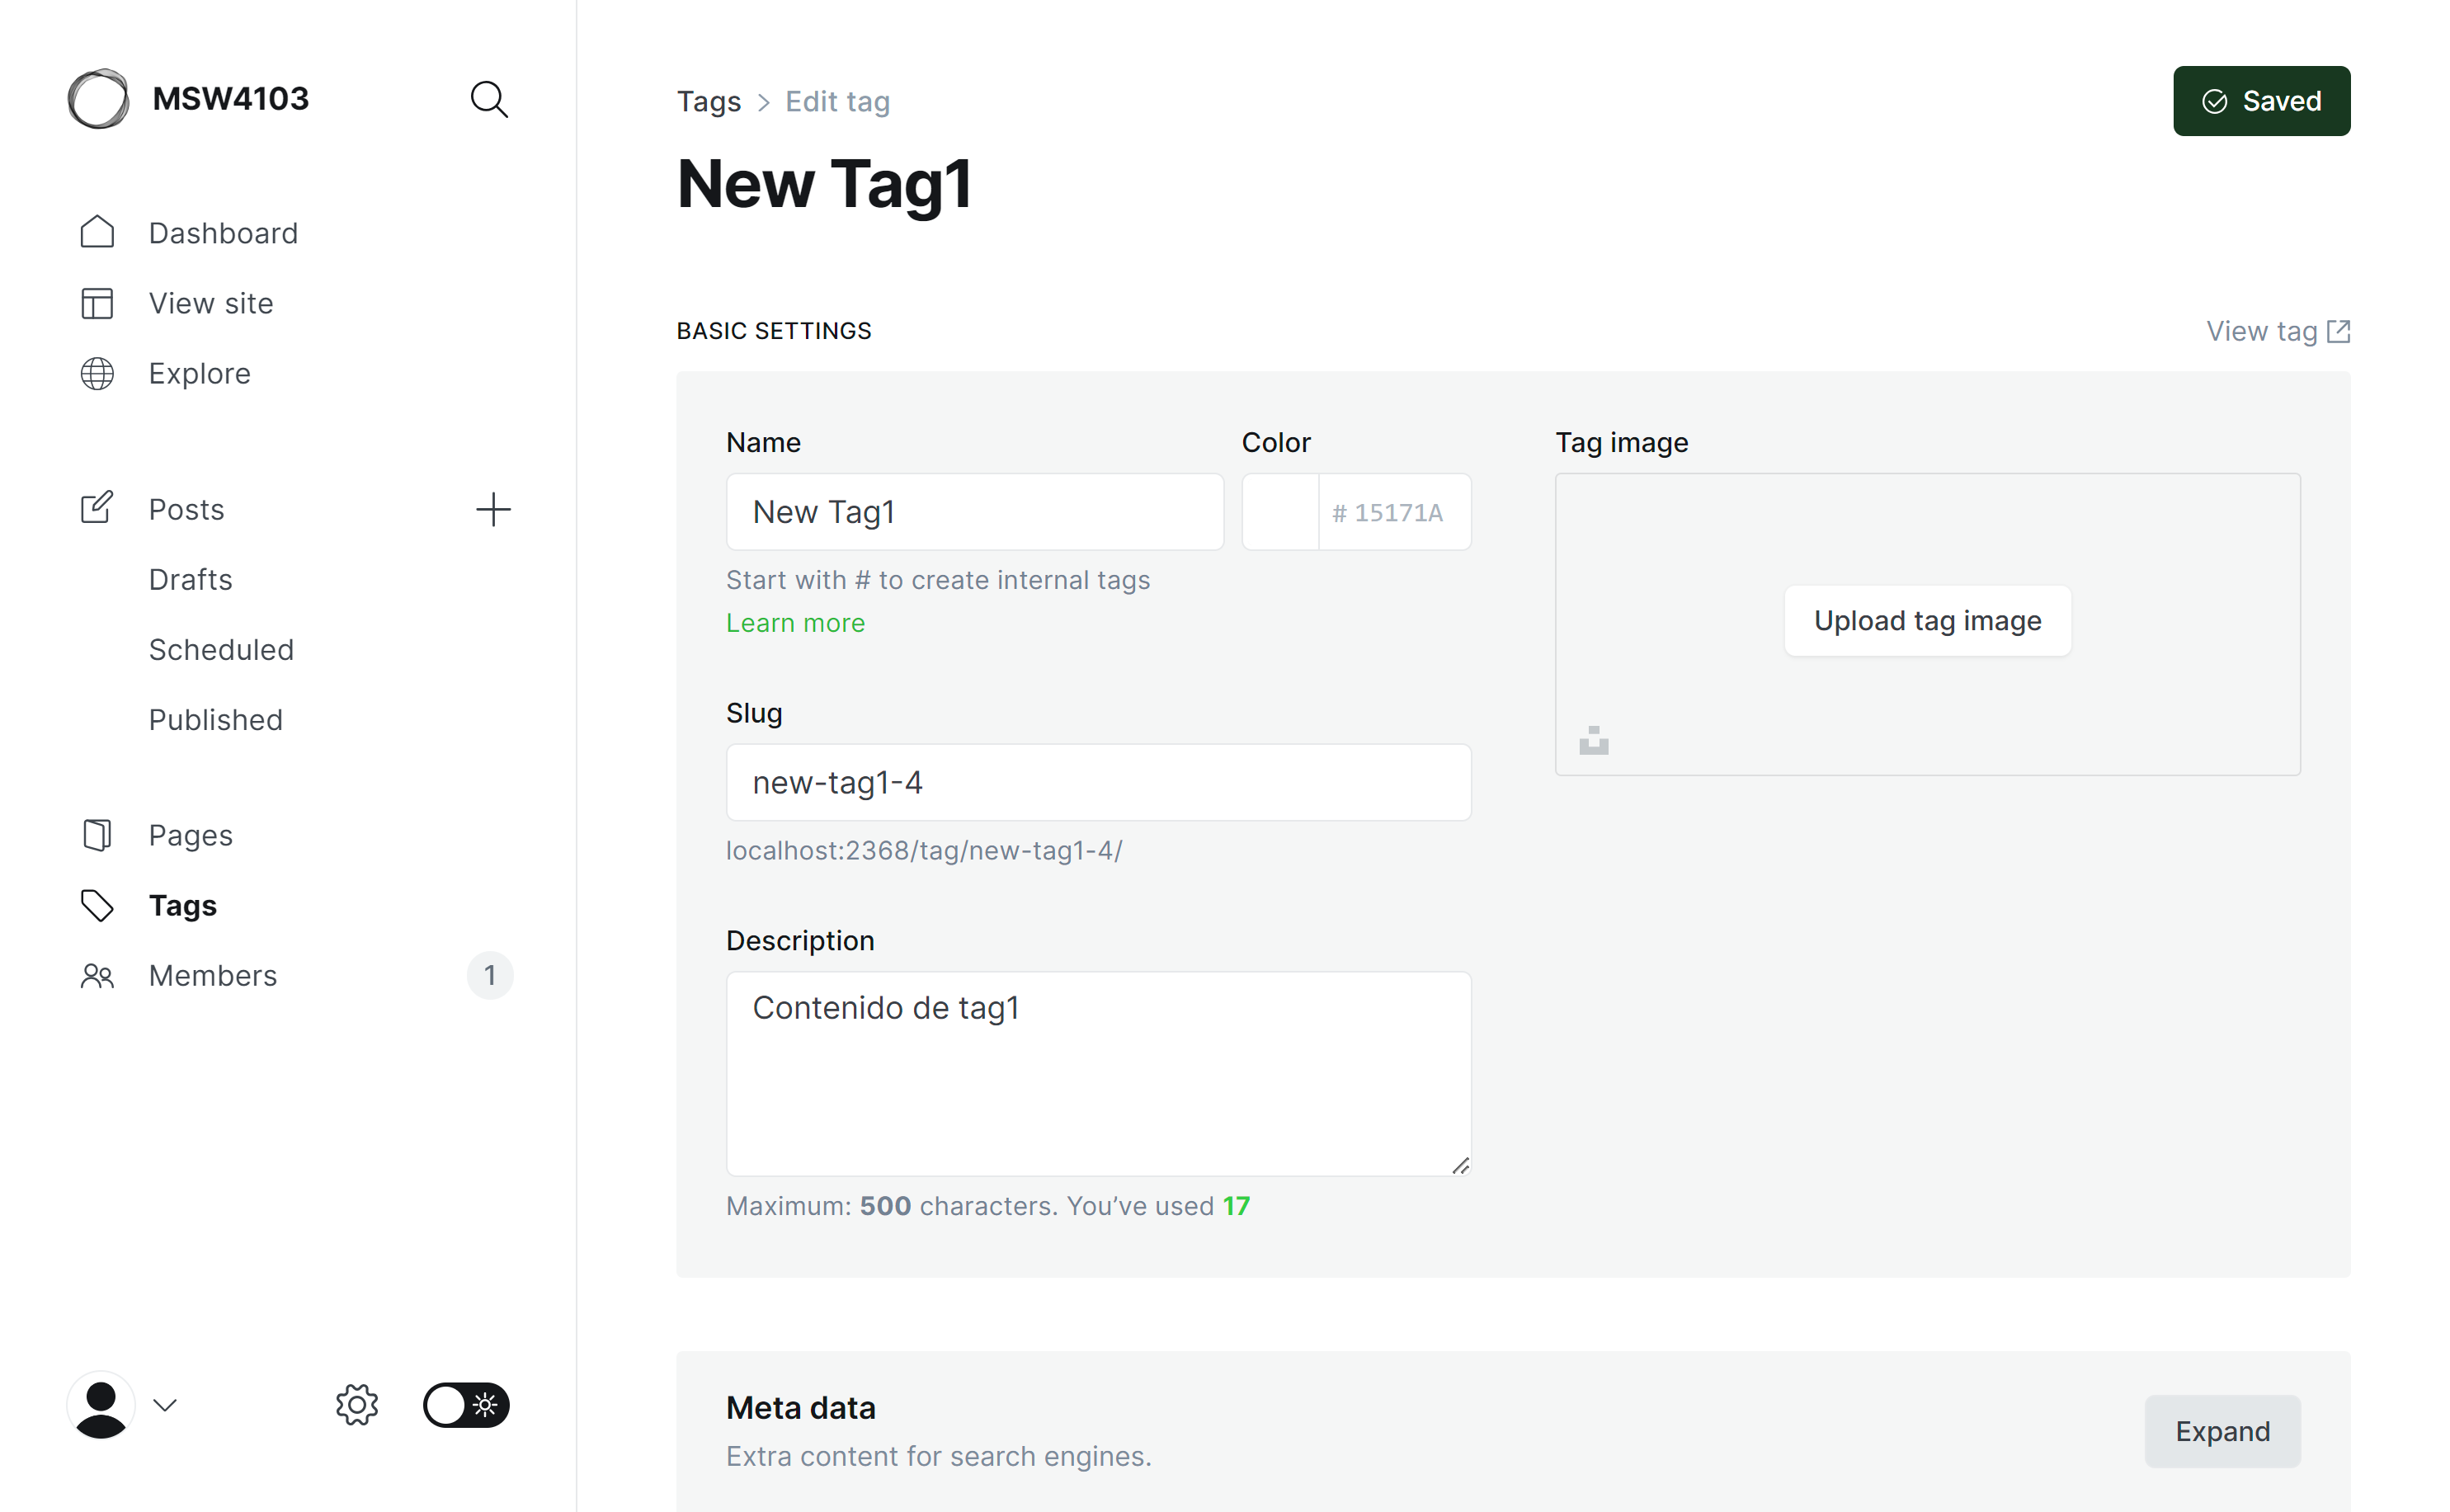 MSW4103
Dashboard
View site
Explore
Posts
Drafts
Scheduled
Published
Pages
Tags
Members
1
Tags > Edit tag
Saved
New Tag1
BASIC SETTINGS
View tag
Name
New Tag1
Color
# 15171A
Start with # to create internal tags
Learn more
Slug
new-tag1-4
localhost:2368/tag/new-tag1-4/
Description
Contenido de tag1
Maximum: 500 characters. You’ve used 17
Tag image
Upload tag image
Meta data
Extra content for search engines.
Expand